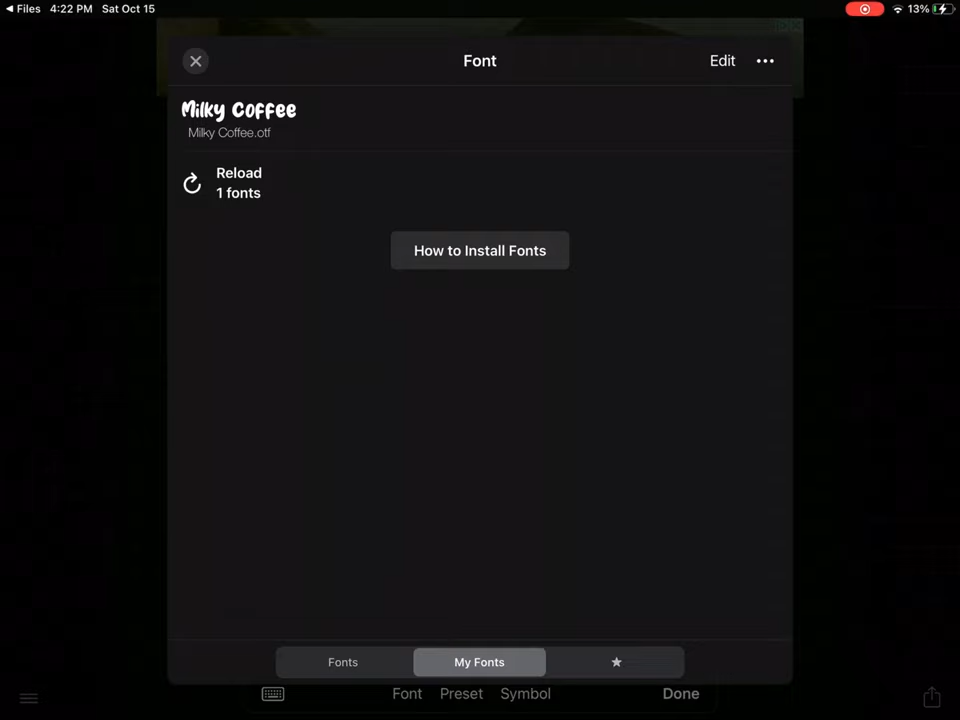 Files 4:22 PM Sat Oct 15 13%
Font Edit
Milky Coffee
Milky Coffee.otf
Reload
1 fonts
How to Install Fonts
Fonts My Fonts
Font Preset Symbol Done